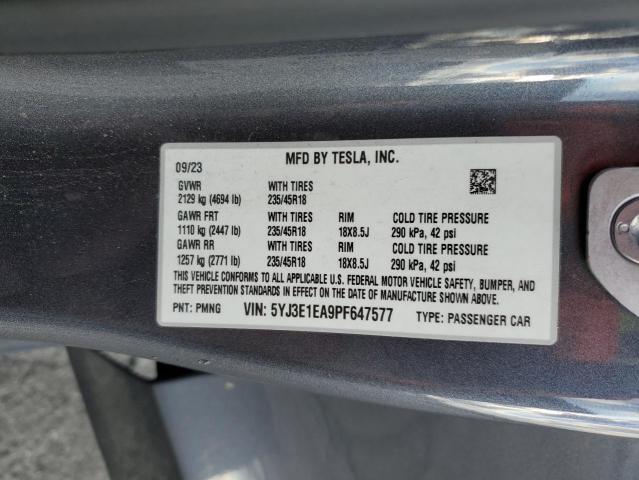 09/23 MFD BY TESLA, INC.
GVWR WITH TIRES
2129 kg (4694 lb) 235/45R18
GAWR FRT WITH TIRES RIM COLD TIRE PRESSURE
1110 kg (2447 lb) 235/45R18 18X8.5J 290 kPa, 42 psi
GAWR RR WITH TIRES RIM COLD TIRE PRESSURE
1257 kg (2771 lb) 235/45R18 18X8.5J 290 kPa, 42 psi
THIS VEHICLE CONFORMS TO ALL APPLICABLE U.S. FEDERAL MOTOR VEHICLE SAFETY, BUMPER, AND
THEFT PREVENTION STANDARDS IN EFFECT ON THE DATE OF MANUFACTURE SHOWN ABOVE.
PNT: PMNG VIN: 5YJ3E1EA9PF647577 TYPE: PASSENGER CAR